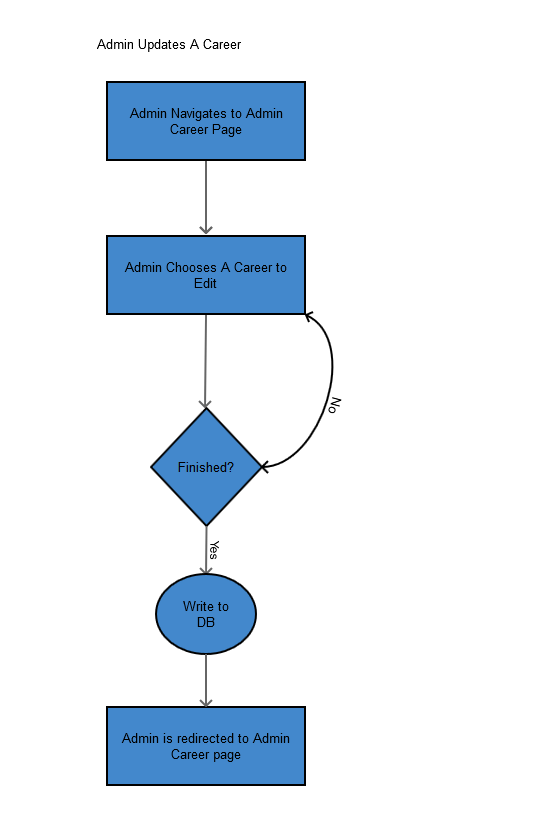 Admin Updates A Career
Admin Navigates to Admin
Career Page
Admin Chooses A Career to
Edit
No
Finished?
Yes
Write to
DB
Admin is redirected to Admin
Career page